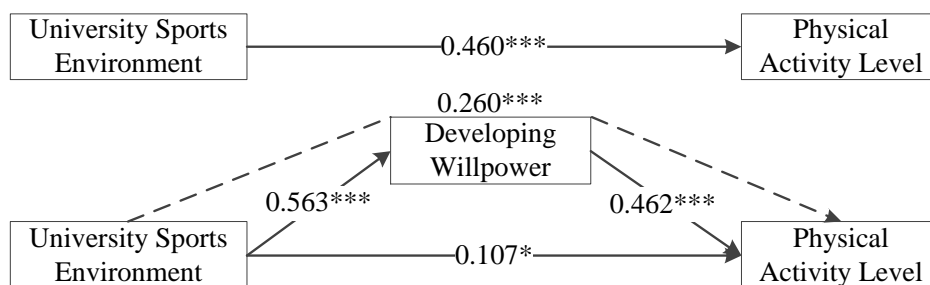 University Sports
Environment
0.460***
Physical
Activity Level
0.260***
Developing
Willpower
0.563***
0.462***
University Sports
Environment
0.107*
Physical
Activity Level